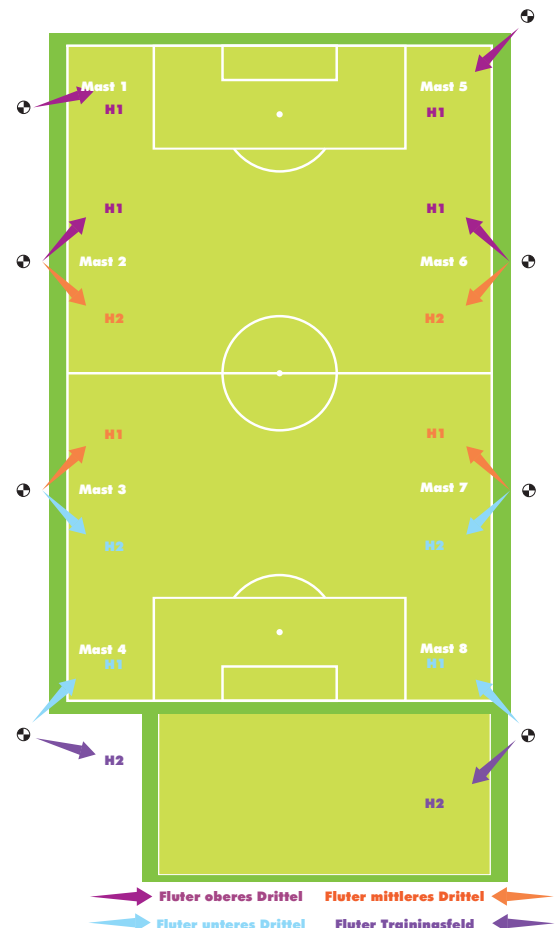 Mast 1
Mast 5
H1
H1
H1
H1
Mast 2
Mast 6
H2
H2
H1
H1
Mast 3
Mast 7
H2
H2
Mast 4
Mast 8
H1
H1
H2
H2
Fluter oberes Drittel
Fluter mittleres Drittel
Fluter unteres Drittel
Fluter Trainingsfeld